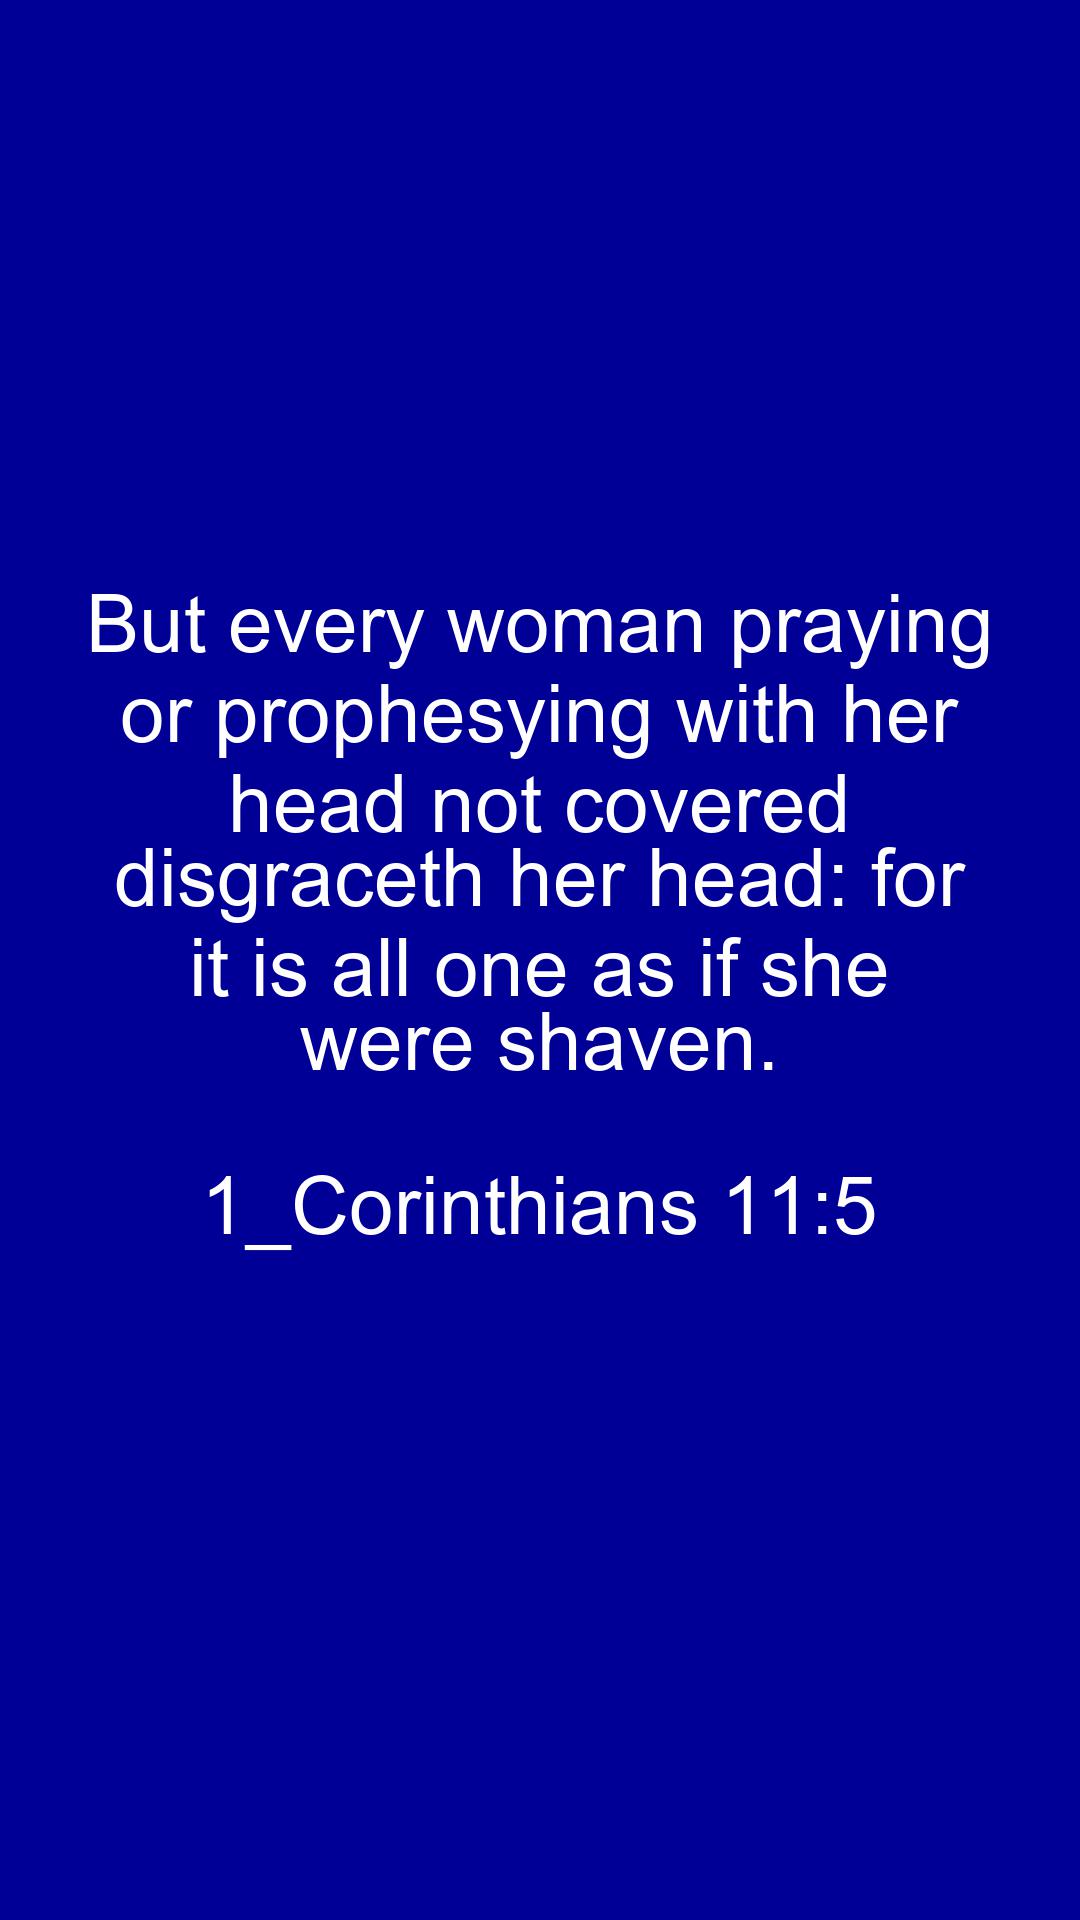 But every woman praying
or prophesying with her
head not covered
disgraceth her head: for
it is all one as if she
were shaven.
1_Corinthians 11:5